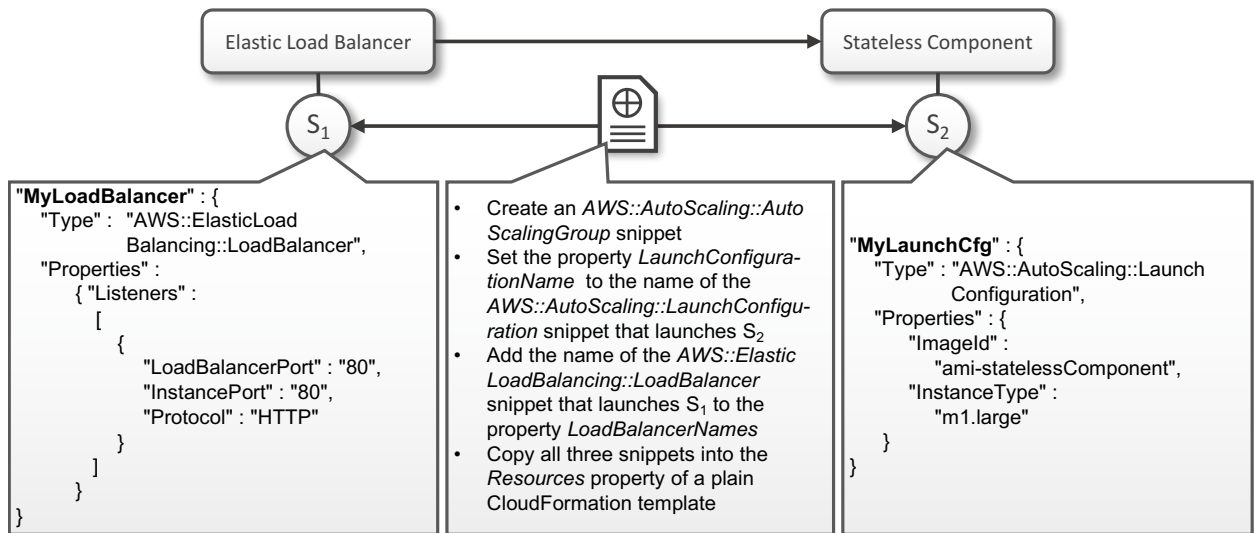 Elastic Load Balancer
Stateless Component
S1
S2
"MyLoadBalancer" : {
"Type" : "AWS::ElasticLoad
Balancing::LoadBalancer",
"Properties" :
{ "Listeners" :
[
{
"LoadBalancerPort" : "80",
"InstancePort" : "80",
"Protocol" : "HTTP"
}
]
}
}
• Create an AWS::AutoScaling::Auto
ScalingGroup snippet
• Set the property LaunchConfigura-
tionName to the name of the
AWS::AutoScaling::LaunchConfigu-
ration snippet that launches S2
• Add the name of the AWS::Elastic
LoadBalancing::LoadBalancer
snippet that launches S1 to the
property LoadBalancerNames
• Copy all three snippets into the
Resources property of a plain
CloudFormation template
"MyLaunchCfg" : {
"Type" : "AWS::AutoScaling::Launch
Configuration",
"Properties" : {
"ImageId" :
"ami-statelessComponent",
"InstanceType" :
"m1.large"
}
}